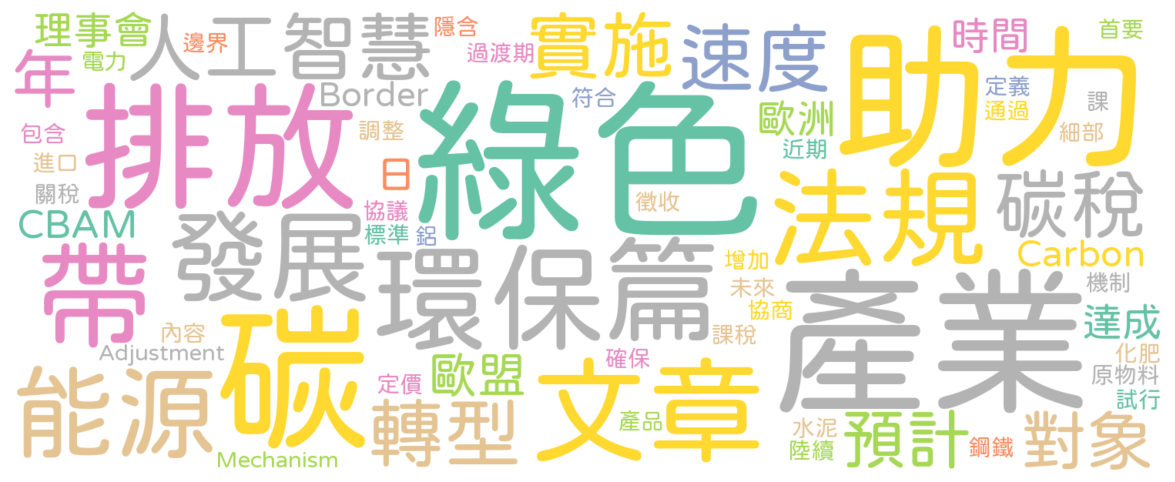 理事會
人工智慧
邊界
隱含
過渡期
實施
速度
助力
時間
首要
電力
年
排放
Border
綠色
符合
歐洲
定義
通過
課
細部
包含
調整
近期
進口
日
法規
碳稅
關稅
CBAM
發展
協議
標準
鋁
徵收
Carbon
帶
環保篇
增加
未來
協商
產業
機制
內容
碳
課稅
達成
Adjustment
能源
定價
歐盟
確保
文章
化肥
原物料
試行
轉型
產品
水泥
陸續
預計
鋼鐵
對象
Mechanism